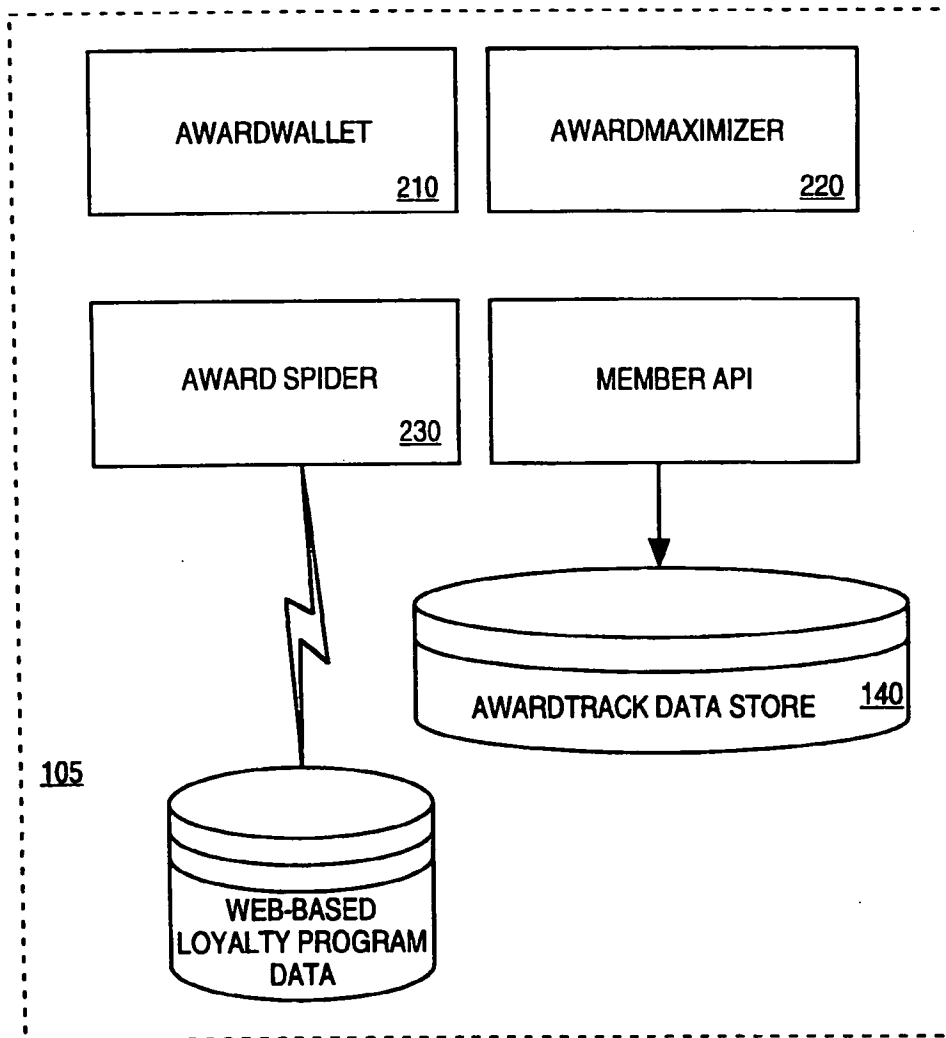 AWARDWALLET
210
AWARDMAXIMIZER
220
AWARD SPIDER
230
MEMBER API
AWARDTRACK DATA STORE
140
105
WEB-BASED
LOYALTY PROGRAM
DATA